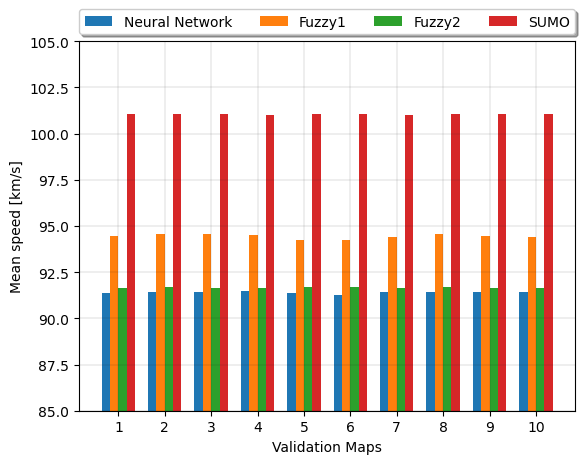 Neural Network Fuzzy1 Fuzzy2 SUMO
105.0
102.5
100.0
97.5
95.0
92.5
90.0
87.5
85.0
Mean speed [km/s]
1 2 3 4 5 6 7 8 9 10
Validation Maps